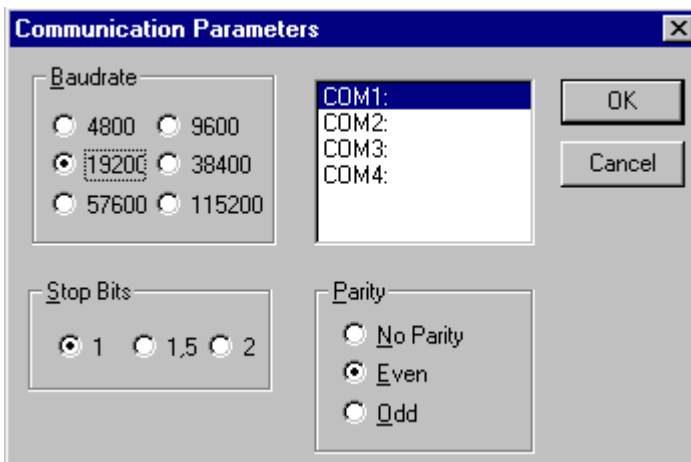 Communication Parameters
Baudrate
4800 9600
19200 38400
57600 115200
COM1:
COM2:
COM3:
COM4:
OK
Cancel
Stop Bits
1 1,5 2
Parity
No Parity
Even
Odd